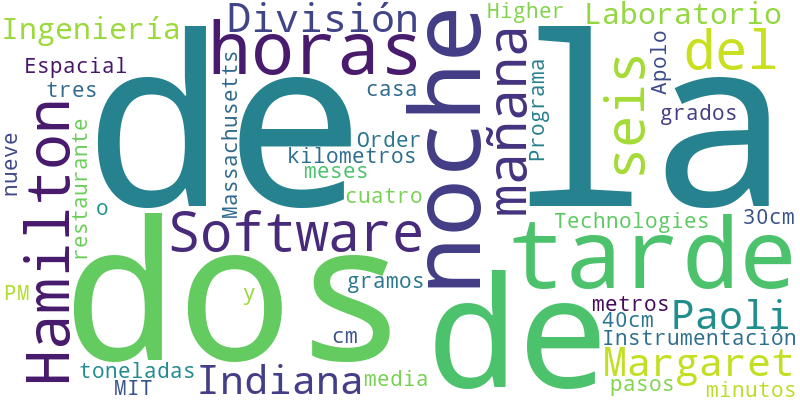 de la
dos
de
noche
horas
tarde
Hamilton
Software
mañana
seis
del
División
Indiana
Paoli
Margaret
Laboratorio
Ingeniería
Higher
Espacial
tres
casa
Order
kilometros
meses
cuatro
Massachusetts
nueve
restaurante
o
Programa
Apolo
grados
30cm
Technologies
metros
40cm
Instrumentación
gramos
y
cm
PM
toneladas
MIT
media
pasos
minutos